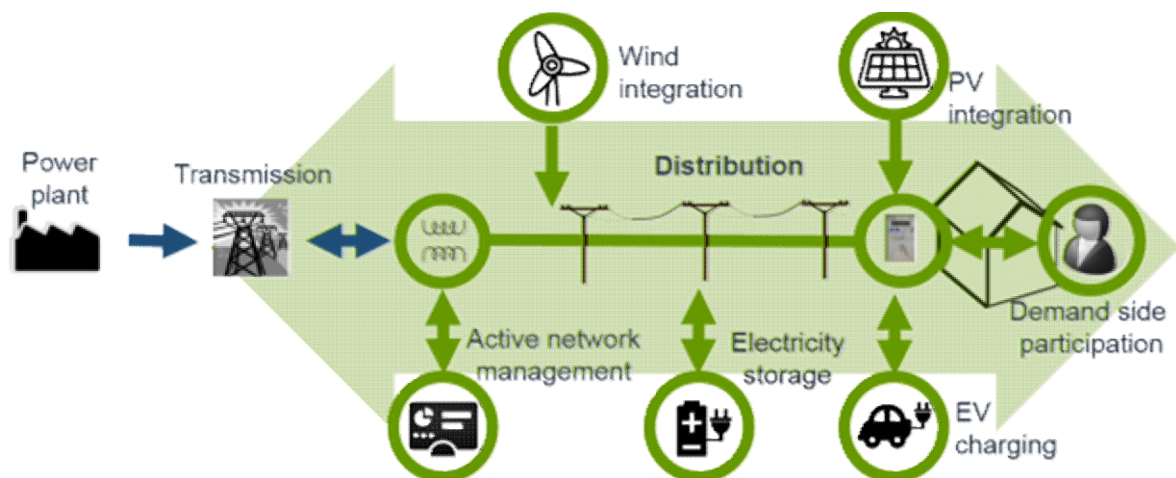 Wind
integration
PV
integration
Power
plant
Transmission
Distribution
Active network
management
Electricity
storage
Demand side
participation
EV
charging